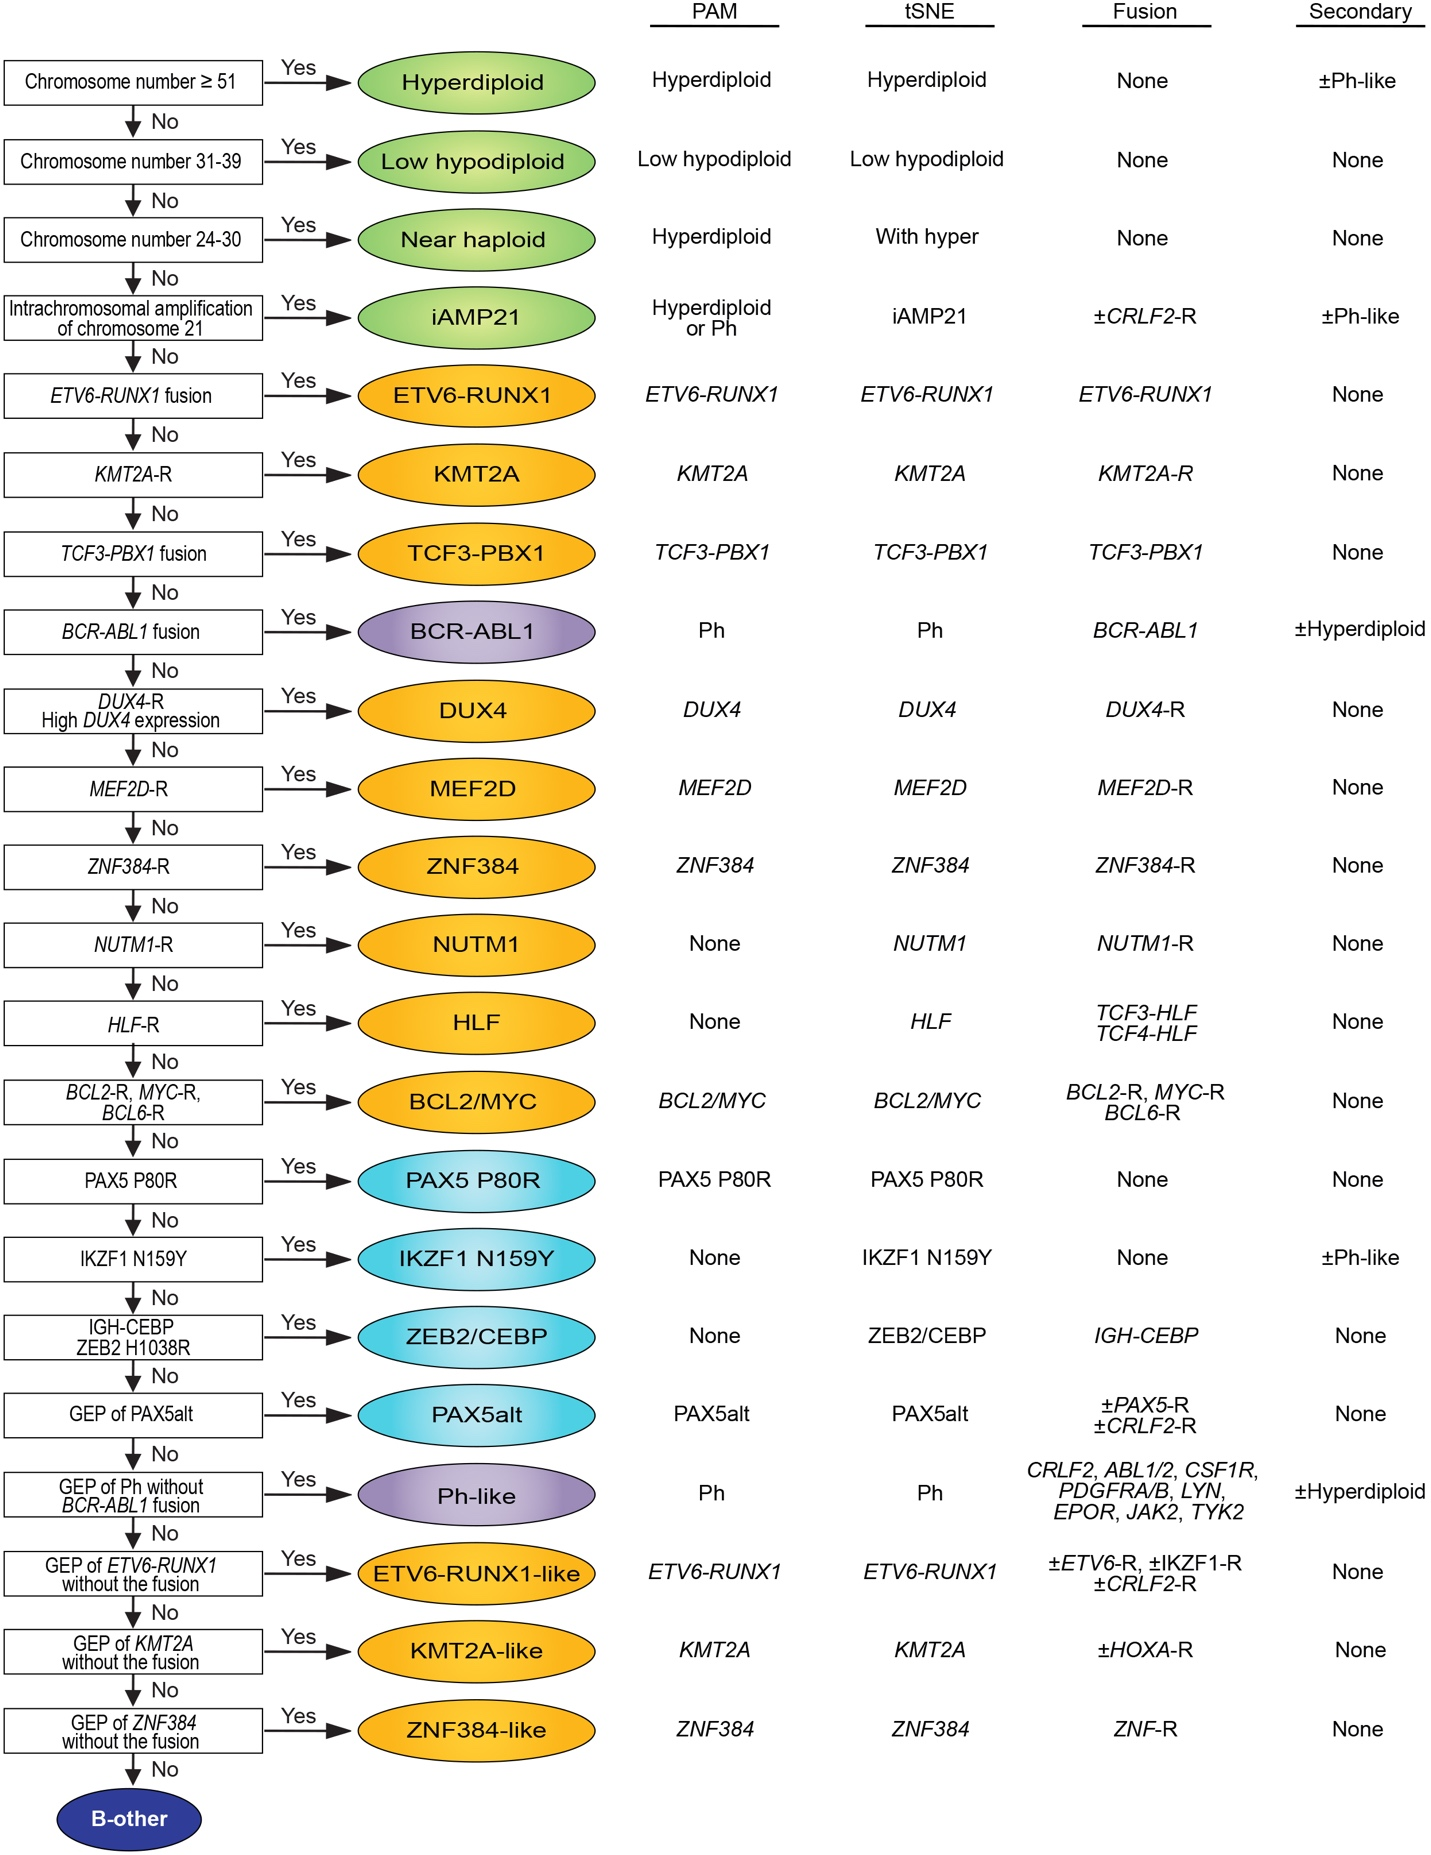 PAM tSNE Fusion Secondary
Chromosome number ≥ 51 Yes Hyperdiploid Hyperdiploid Hyperdiploid None ±Ph-like
No
Chromosome number 31-39 Yes Low hypodiploid Low hypodiploid Low hypodiploid None None
No
Chromosome number 24-30 Yes Near haploid Hyperdiploid With hyper None None
No
Intrachromosomal amplification
of chromosome 21 Yes iAMP21 Hyperdiploid
or Ph iAMP21 ±CRLF2-R ±Ph-like
No
ETV6-RUNX1 fusion Yes ETV6-RUNX1 ETV6-RUNX1 ETV6-RUNX1 ETV6-RUNX1 None
No
KMT2A-R Yes KMT2A KMT2A KMT2A KMT2A-R None
No
TCF3-PBX1 fusion Yes TCF3-PBX1 TCF3-PBX1 TCF3-PBX1 TCF3-PBX1 None
No
BCR-ABL1 fusion Yes BCR-ABL1 Ph Ph BCR-ABL1 ±Hyperdiploid
No
DUX4-R
High DUX4 expression Yes DUX4 DUX4 DUX4 DUX4-R None
No
MEF2D-R Yes MEF2D MEF2D MEF2D MEF2D-R None
No
ZNF384-R Yes ZNF384 ZNF384 ZNF384 ZNF384-R None
No
NUTM1-R Yes NUTM1 None NUTM1 NUTM1-R None
No
HLF-R Yes HLF None HLF TCF3-HLF
TCF4-HLF None
No
BCL2-R, MYC-R,
BCL6-R Yes BCL2/MYC BCL2/MYC BCL2/MYC BCL2-R, MYC-R
BCL6-R None
No
PAX5 P80R Yes PAX5 P80R PAX5 P80R PAX5 P80R None None
No
IKZF1 N159Y Yes IKZF1 N159Y None IKZF1 N159Y None ±Ph-like
No
IGH-CEBP
ZEB2 H1038R Yes ZEB2/CEBP None ZEB2/CEBP IGH-CEBP None
No
GEP of PAX5alt Yes PAX5alt PAX5alt PAX5alt ±PAX5-R
±CRLF2-R None
No
GEP of Ph without
BCR-ABL1 fusion Yes Ph-like Ph Ph CRLF2, ABL1/2, CSF1R,
PDGFRA/B, LYN,
EPOR, JAK2, TYK2 ±Hyperdiploid
No
GEP of ETV6-RUNX1
without the fusion Yes ETV6-RUNX1-like ETV6-RUNX1 ETV6-RUNX1 ±ETV6-R, ±IKZF1-R
±CRLF2-R None
No
GEP of KMT2A
without the fusion Yes KMT2A-like KMT2A KMT2A ±HOXA-R None
No
GEP of ZNF384
without the fusion Yes ZNF384-like ZNF384 ZNF384 ZNF-R None
No
B-other